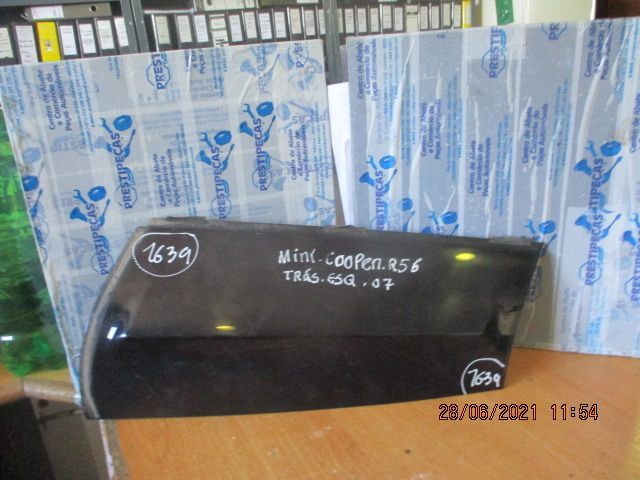 PRESTIPEÇAS
Centro de Abate
e Comércio de
Peças Automóveis
1639
Mini.COOPER.R56
TRÁS.ESQ.07
1639
28/06/2021 11:54